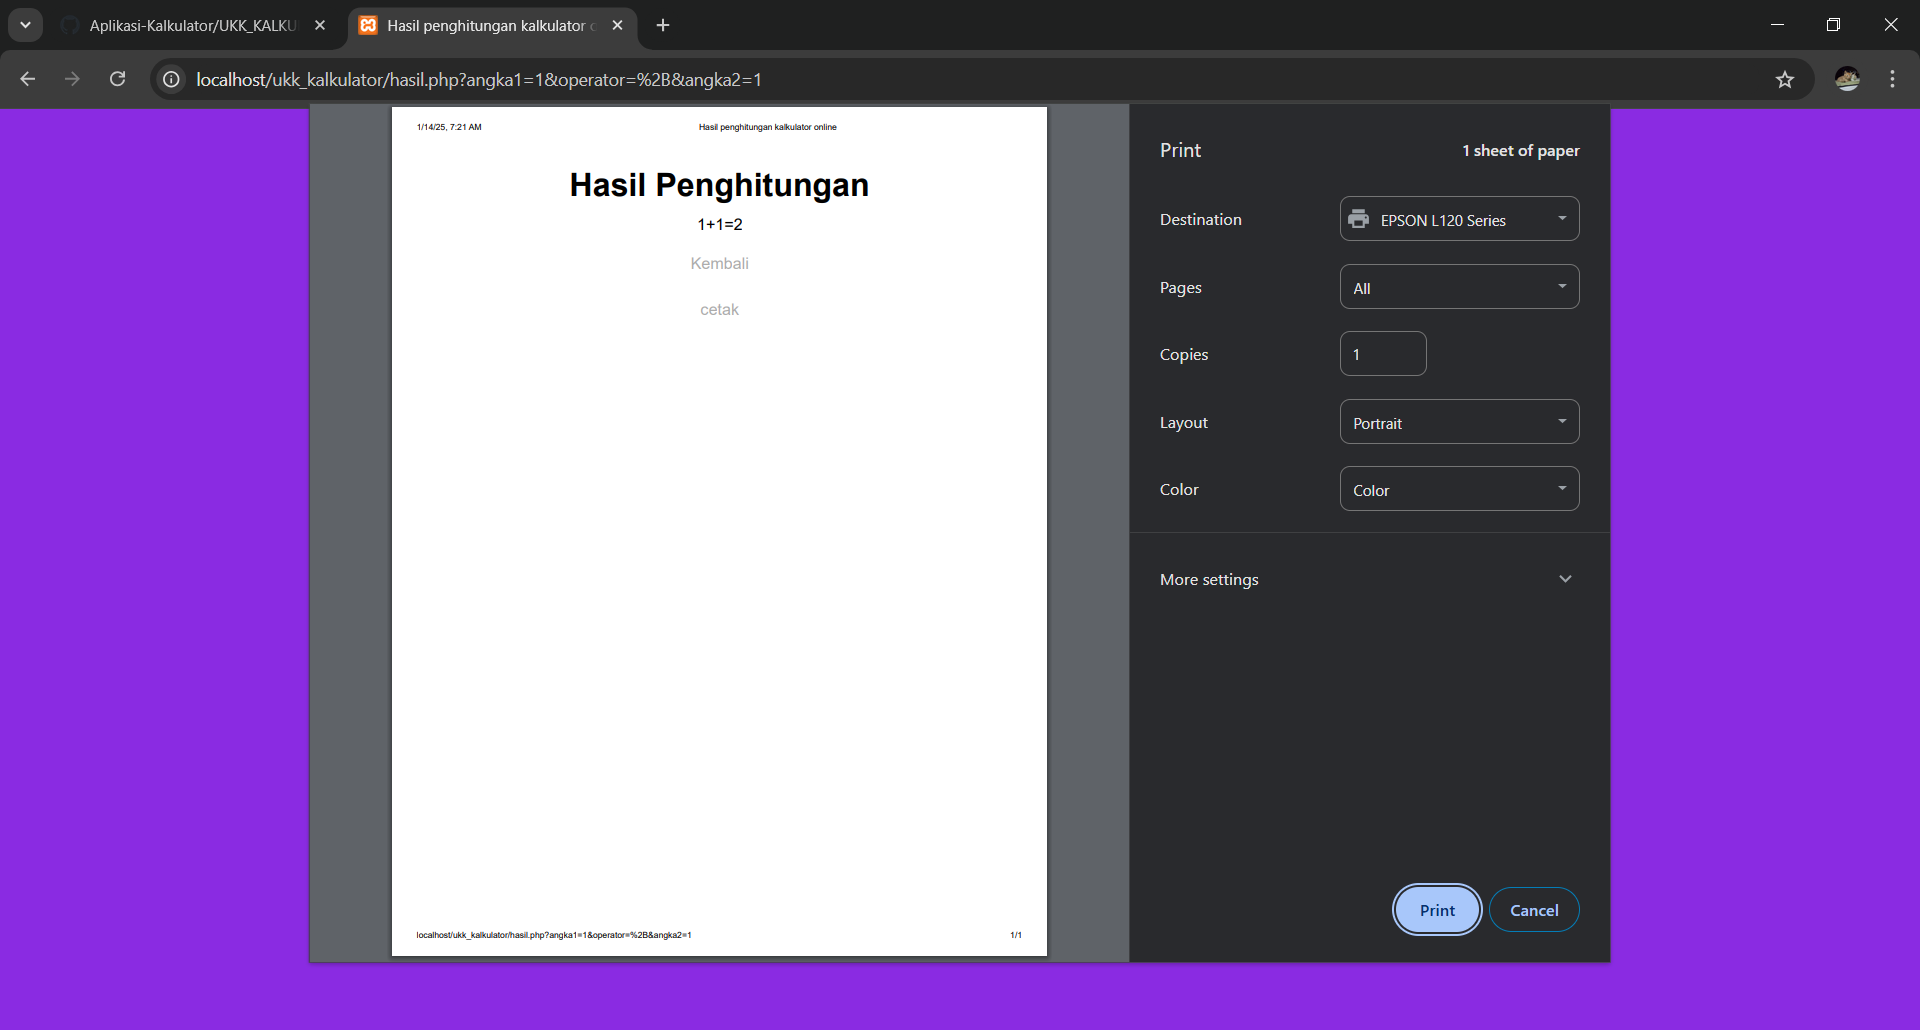 Aplikasi-Kalkulator/UKK_KALKU
Hasil penghitungan kalkulator
localhost/ukk_kalkulator/hasil.php?angka1=1&operator=%2B&angka2=1
1/14/25, 7:21 AM
Hasil penghitungan kalkulator online
Hasil Penghitungan
1+1=2
Kembali
cetak
localhost/ukk_kalkulator/hasil.php?angka1=1&operator=%2B&angka2=1
1/1
Print
1 sheet of paper
Destination
EPSON L120 Series
Pages
All
Copies
1
Layout
Portrait
Color
Color
More settings
Print
Cancel